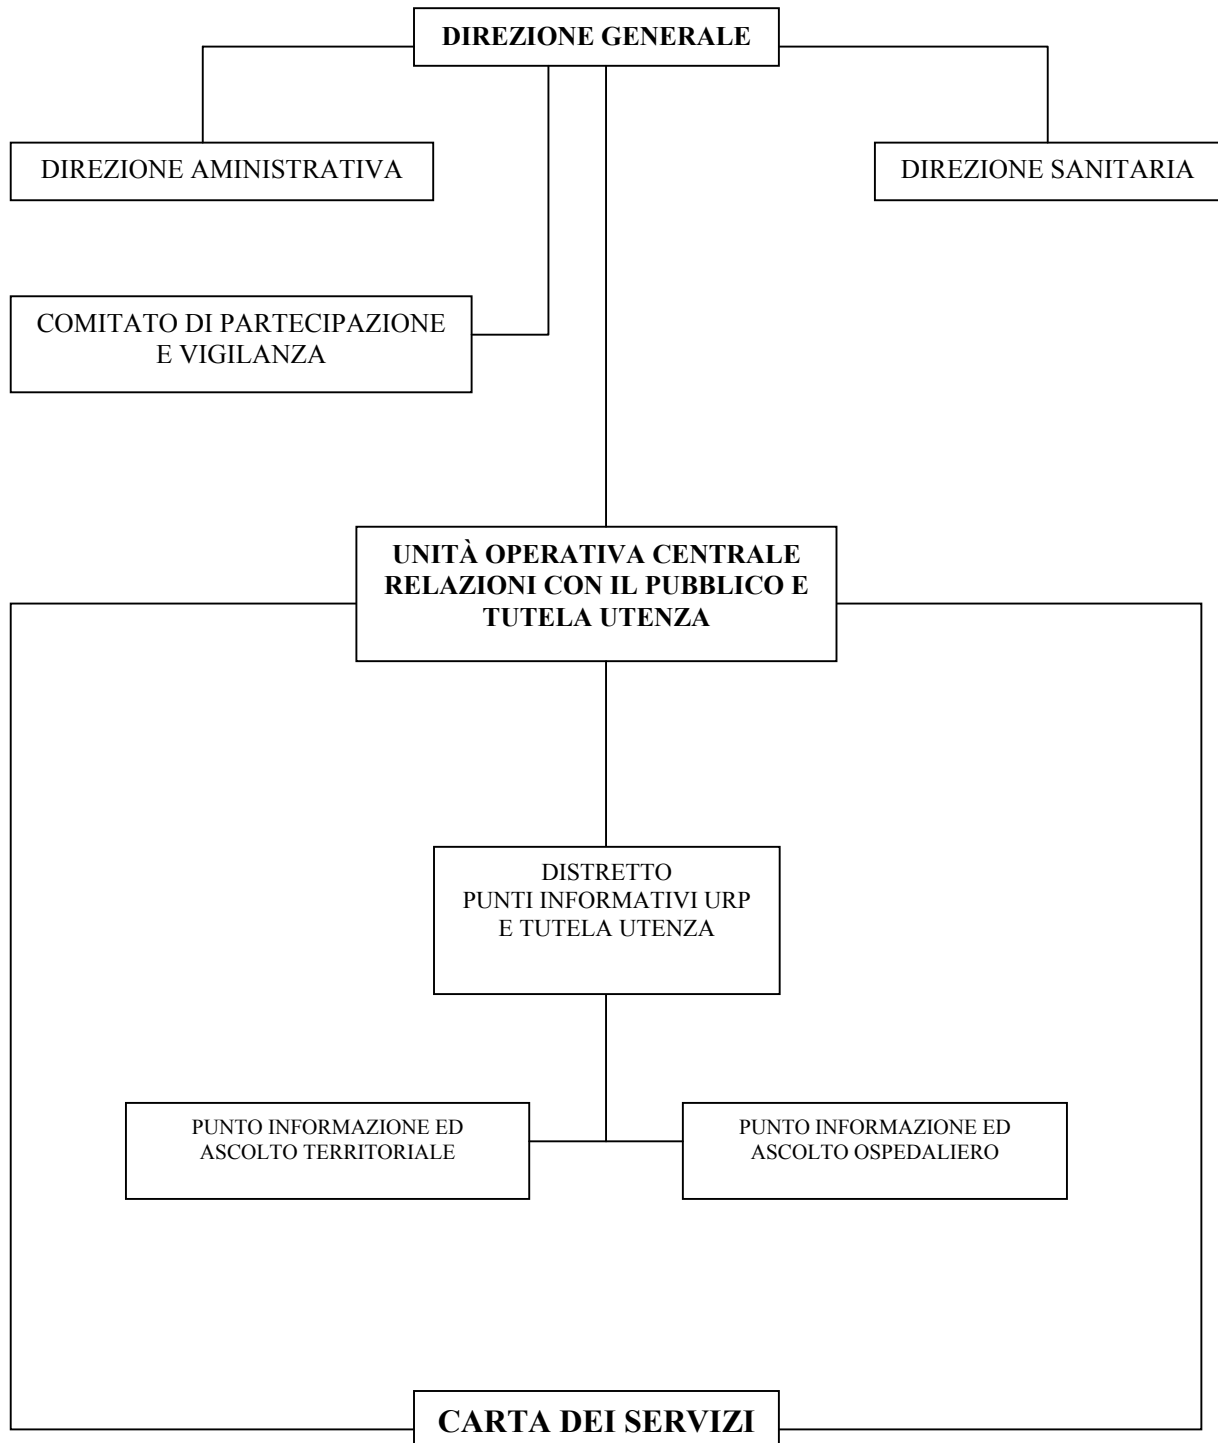 DIREZIONE GENERALE
DIREZIONE AMINISTRATIVA
DIREZIONE SANITARIA
COMITATO DI PARTECIPAZIONE
E VIGILANZA
UNITÀ OPERATIVA CENTRALE
RELAZIONI CON IL PUBBLICO E
TUTELA UTENZA
DISTRETTO
PUNTI INFORMATIVI URP
E TUTELA UTENZA
PUNTO INFORMAZIONE ED
ASCOLTO TERRITORIALE
PUNTO INFORMAZIONE ED
ASCOLTO OSPEDALIERO
CARTA DEI SERVIZI